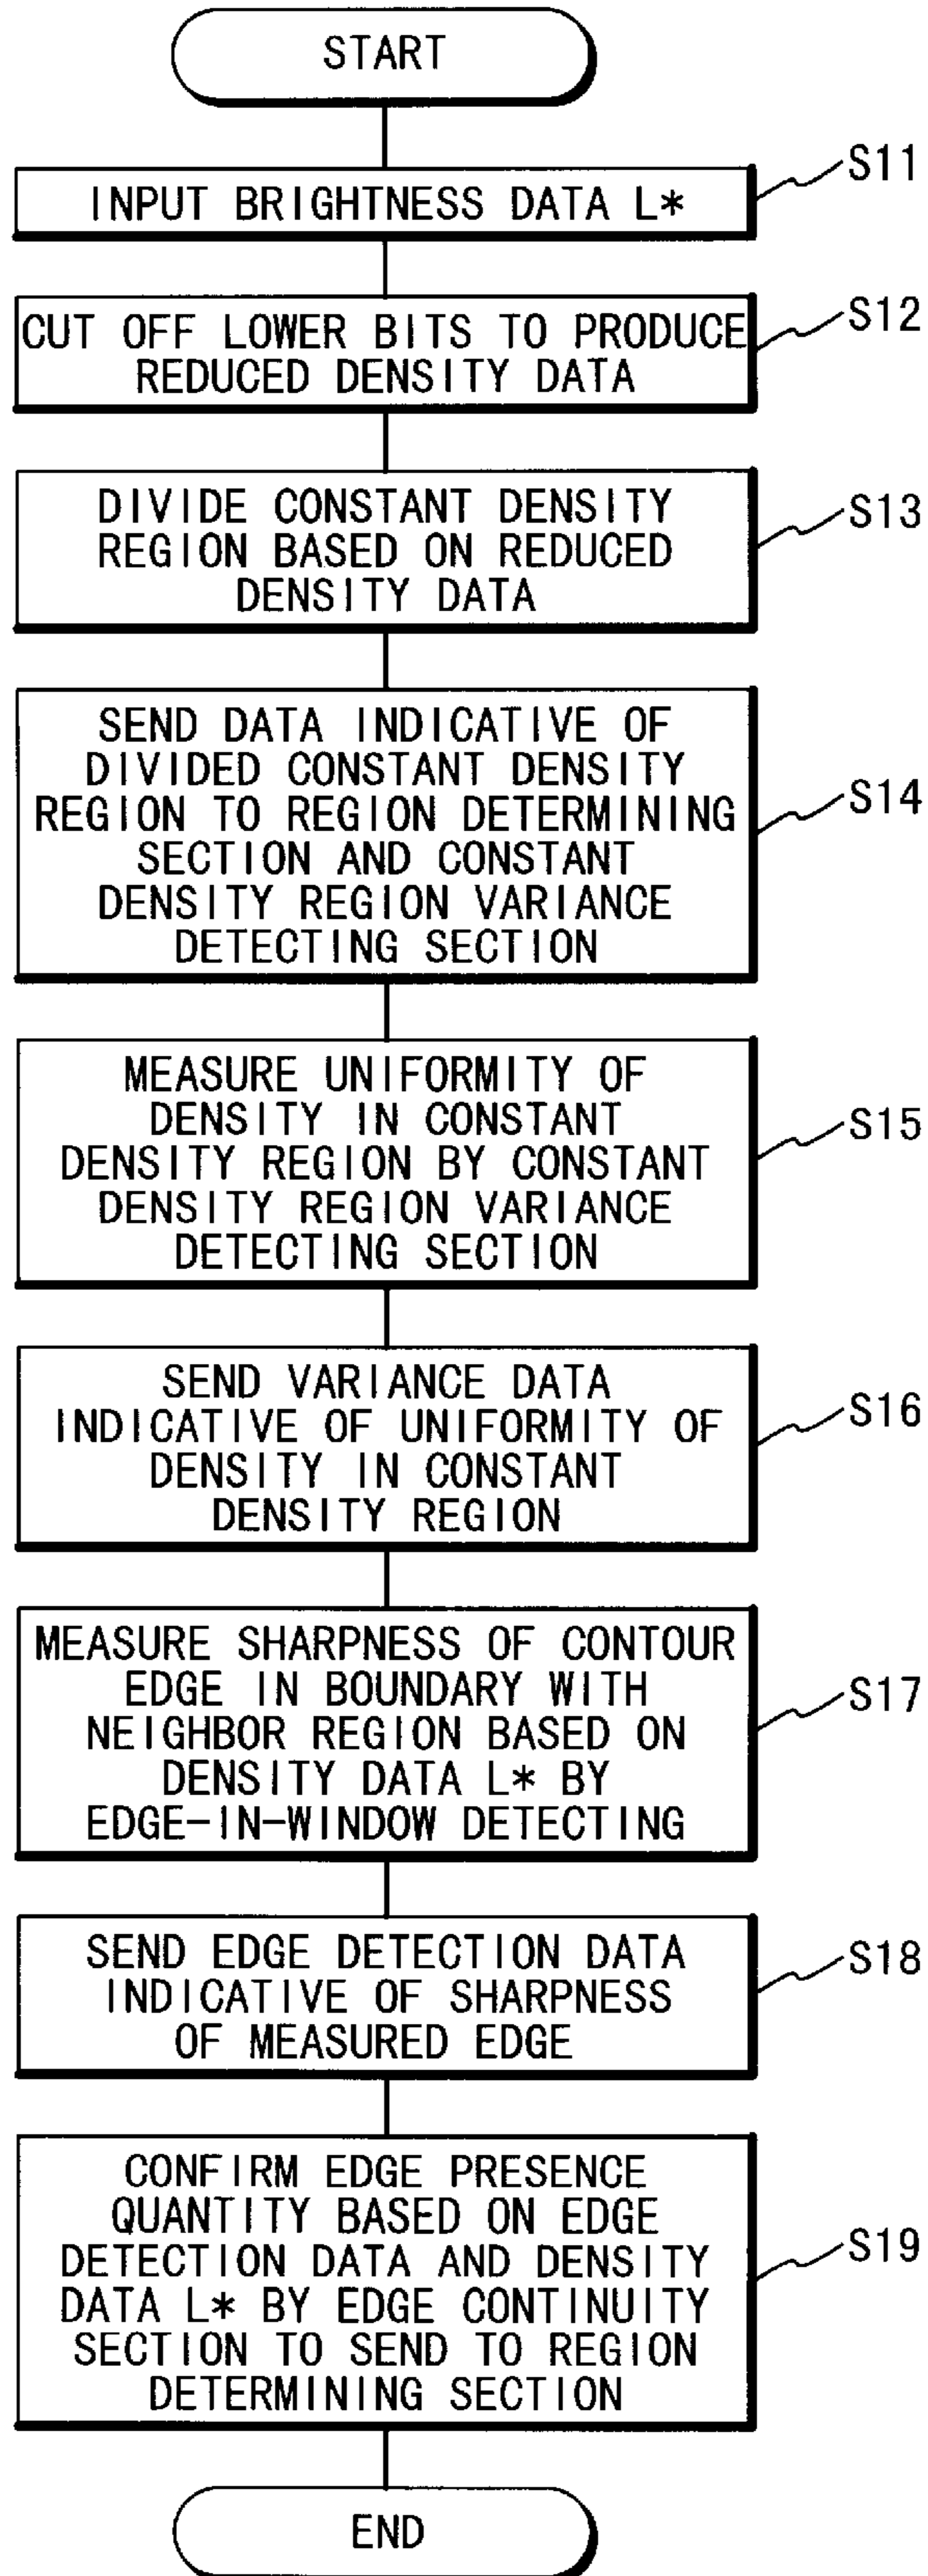 START
S11
INPUT BRIGHTNESS DATA L*
S12
CUT OFF LOWER BITS TO PRODUCE
REDUCED DENSITY DATA
S13
DIVIDE CONSTANT DENSITY
REGION BASED ON REDUCED
DENSITY DATA
S14
SEND DATA INDICATIVE OF
DIVIDED CONSTANT DENSITY
REGION TO REGION DETERMINING
SECTION AND CONSTANT
DENSITY REGION VARIANCE
DETECTING SECTION
S15
MEASURE UNIFORMITY OF
DENSITY IN CONSTANT
DENSITY REGION BY CONSTANT
DENSITY REGION VARIANCE
DETECTING SECTION
S16
SEND VARIANCE DATA
INDICATIVE OF UNIFORMITY OF
DENSITY IN CONSTANT
DENSITY REGION
S17
MEASURE SHARPNESS OF CONTOUR
EDGE IN BOUNDARY WITH
NEIGHBOR REGION BASED ON
DENSITY DATA L* BY
EDGE-IN-WINDOW DETECTING
S18
SEND EDGE DETECTION DATA
INDICATIVE OF SHARPNESS
OF MEASURED EDGE
S19
CONFIRM EDGE PRESENCE
QUANTITY BASED ON EDGE
DETECTION DATA AND DENSITY
DATA L* BY EDGE CONTINUITY
SECTION TO SEND TO REGION
DETERMINING SECTION
END